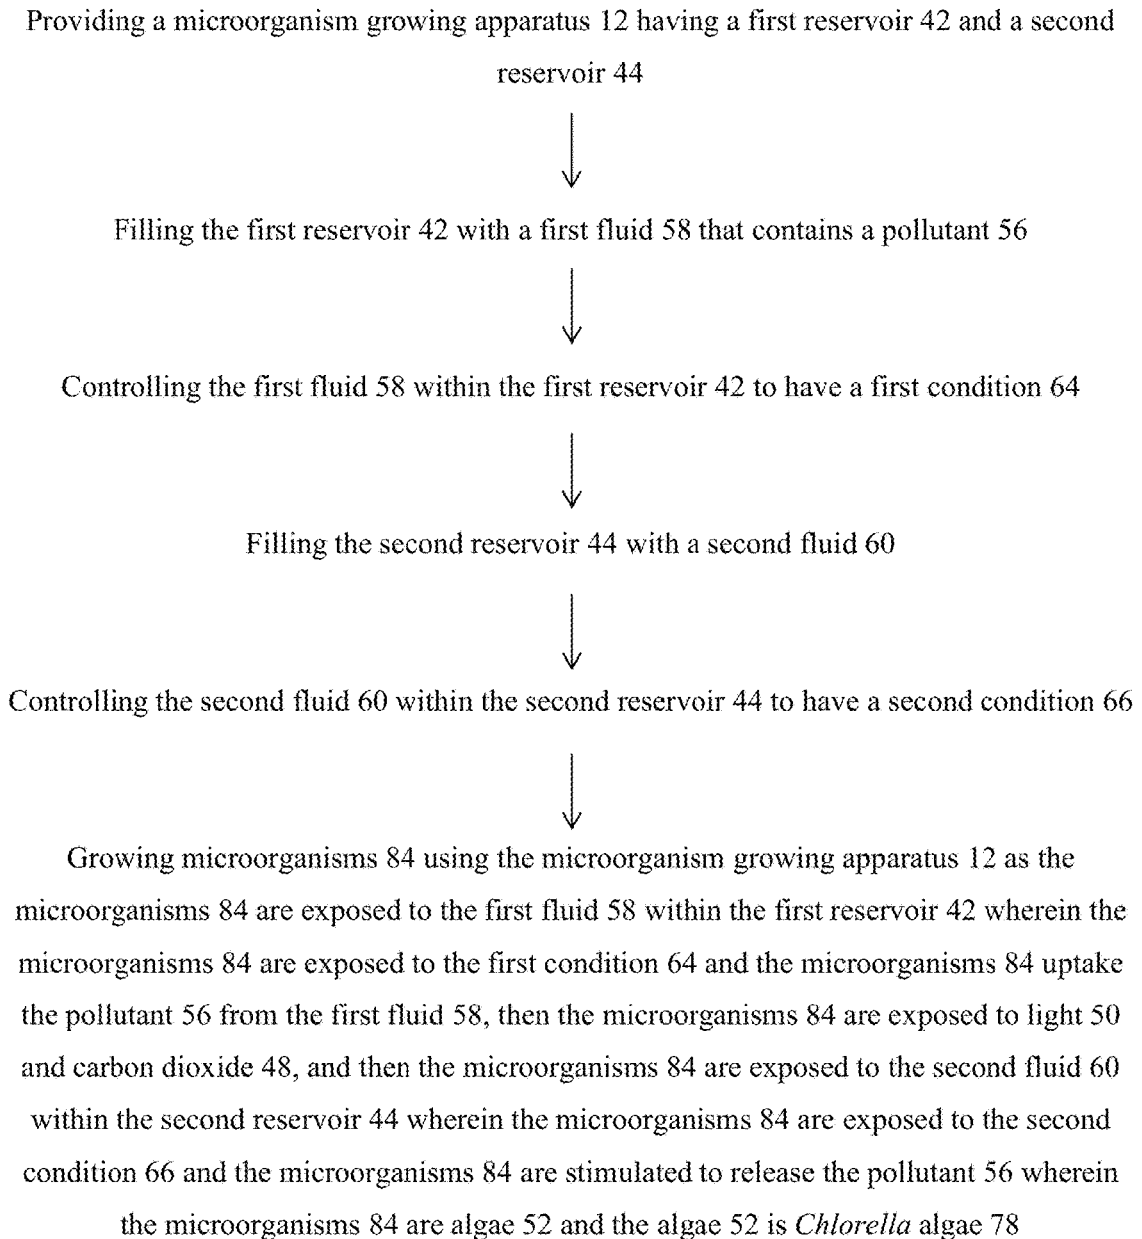 Providing a microorganism growing apparatus 12 having a first reservoir 42 and a second
reservoir 44
Filling the first reservoir 42 with a first fluid 58 that contains a pollutant 56
Controlling the first fluid 58 within the first reservoir 42 to have a first condition 64
Filling the second reservoir 44 with a second fluid 60
Controlling the second fluid 60 within the second reservoir 44 to have a second condition 66
Growing microorganisms 84 using the microorganism growing apparatus 12 as the
microorganisms 84 are exposed to the first fluid 58 within the first reservoir 42 wherein the
microorganisms 84 are exposed to the first condition 64 and the microorganisms 84 uptake
the pollutant 56 from the first fluid 58, then the microorganisms 84 are exposed to light 50
and carbon dioxide 48, and then the microorganisms 84 are exposed to the second fluid 60
within the second reservoir 44 wherein the microorganisms 84 are exposed to the second
condition 66 and the microorganisms 84 are stimulated to release the pollutant 56 wherein
the microorganisms 84 are algae 52 and the algae 52 is Chlorella algae 78